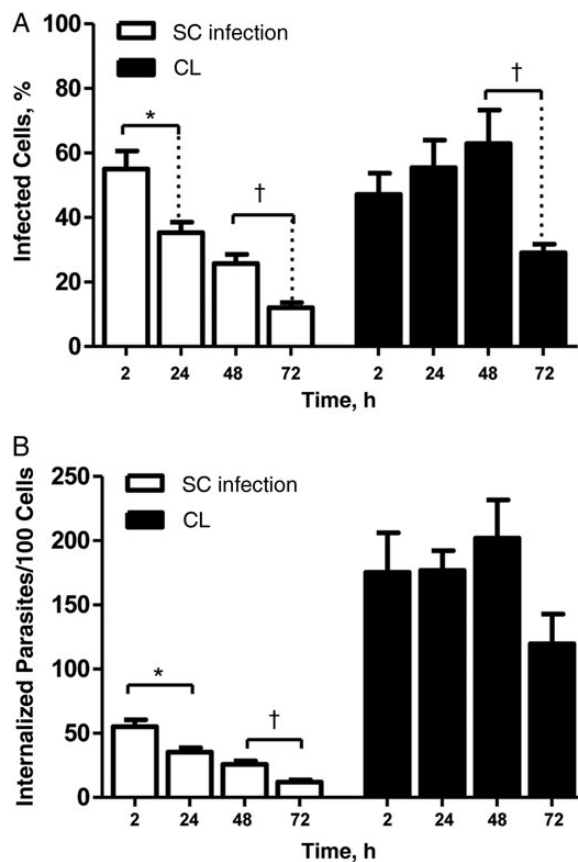 A
SC infection
CL
Infected Cells, %
100
80
60
40
20
0
*
†
†
2 24 48 72 2 24 48 72
Time, h
B
SC infection
CL
Internalized Parasites/100 Cells
250
200
150
100
50
0
*
†
2 24 48 72 2 24 48 72
Time, h